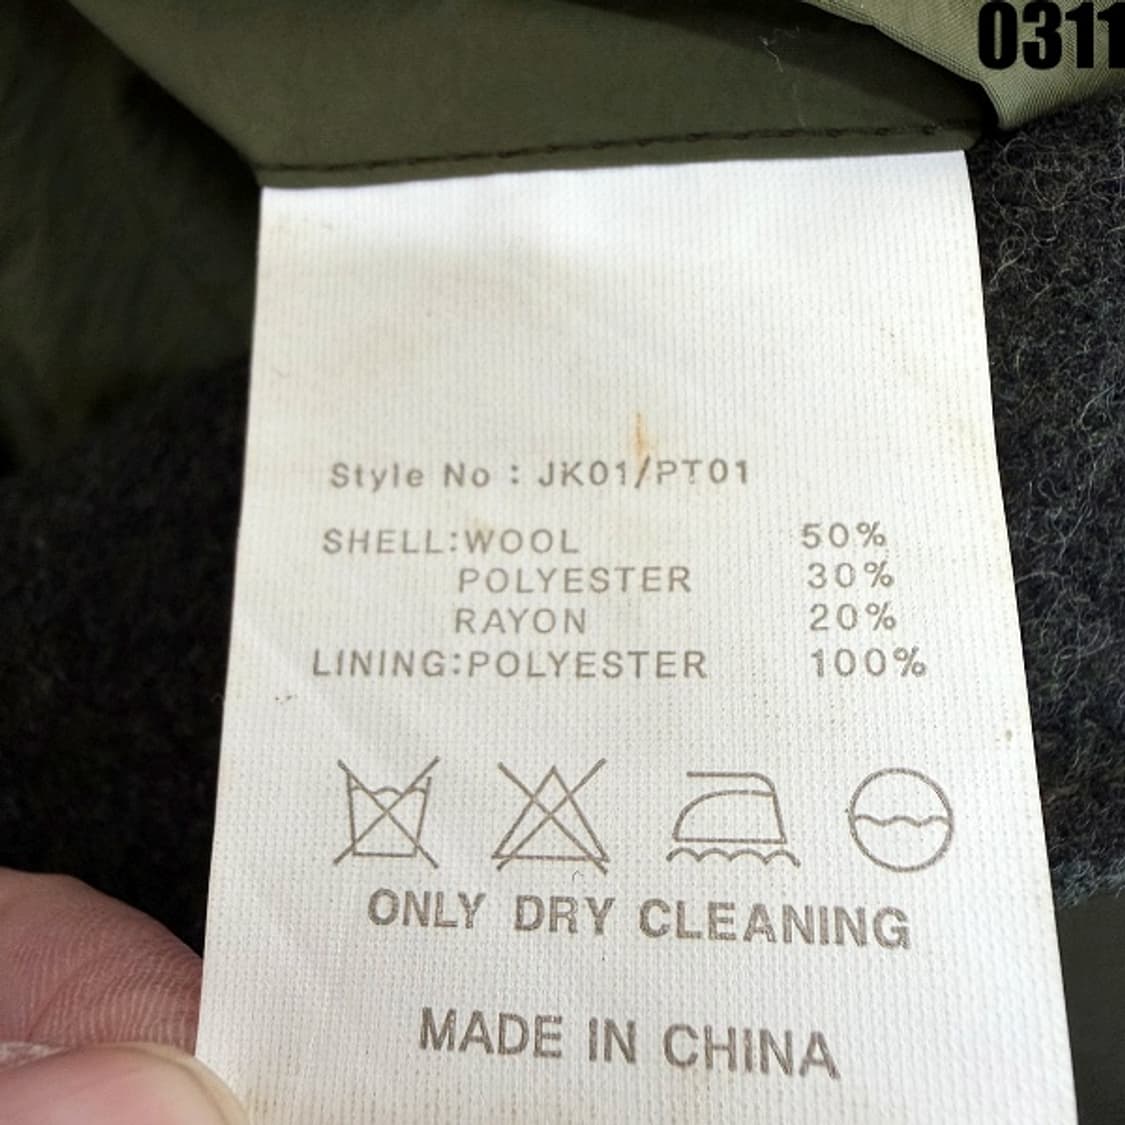 0311
Style No : JK01/PT01
SHELL:WOOL 50%
POLYESTER 30%
RAYON 20%
LINING:POLYESTER 100%
ONLY DRY CLEANING
MADE IN CHINA